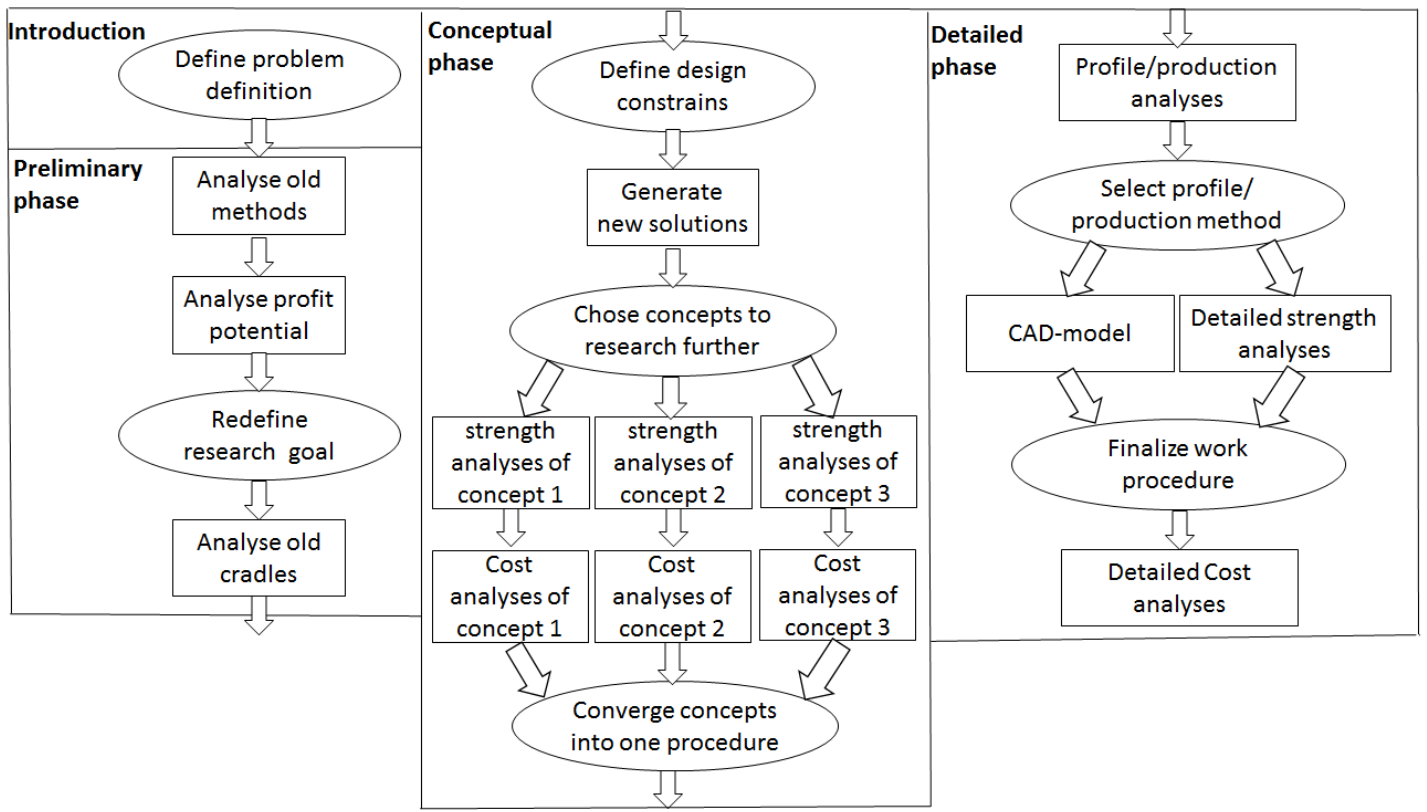 Introduction
Define problem
definition
Preliminary
phase
Analyse old
methods
Analyse profit
potential
Redefine
research goal
Analyse old
cradles
Conceptual
phase
Define design
constrains
Generate
new solutions
Chose concepts to
research further
strength
analyses of
concept 1
strength
analyses of
concept 2
strength
analyses of
concept 3
Cost
analyses of
concept 1
Cost
analyses of
concept 2
Cost
analyses of
concept 3
Converge concepts
into one procedure
Detailed
phase
Profile/production
analyses
Select profile/
production method
CAD-model
Detailed strength
analyses
Finalize work
procedure
Detailed Cost
analyses